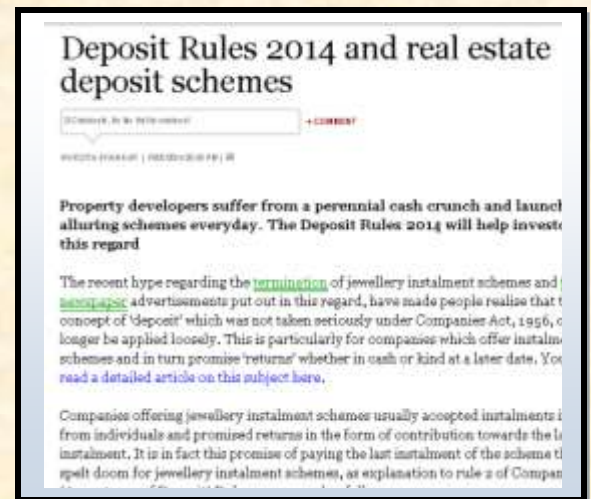 Deposit Rules 2014 and real estate
deposit schemes
+ COMMENT
Property developers suffer from a perennial cash crunch and launch
alluring schemes everyday. The Deposit Rules 2014 will help investo
this regard
The recent hype regarding the termination of jewellery instalment schemes and
newspaper advertisements put out in this regard, have made people realise that t
concept of 'deposit' which was not taken seriously under Companies Act, 1956, c
longer be applied loosely. This is particularly for companies which offer instalm
schemes and in turn promise 'returns' whether in cash or kind at a later date. You
read a detailed article on this subject here.
Companies offering jewellery instalment schemes usually accepted instalments i
from individuals and promised returns in the form of contribution towards the la
instalment. It is in fact this promise of paying the last instalment of the scheme t
spelt doom for jewellery instalment schemes, as explanation to rule 2 of Compan